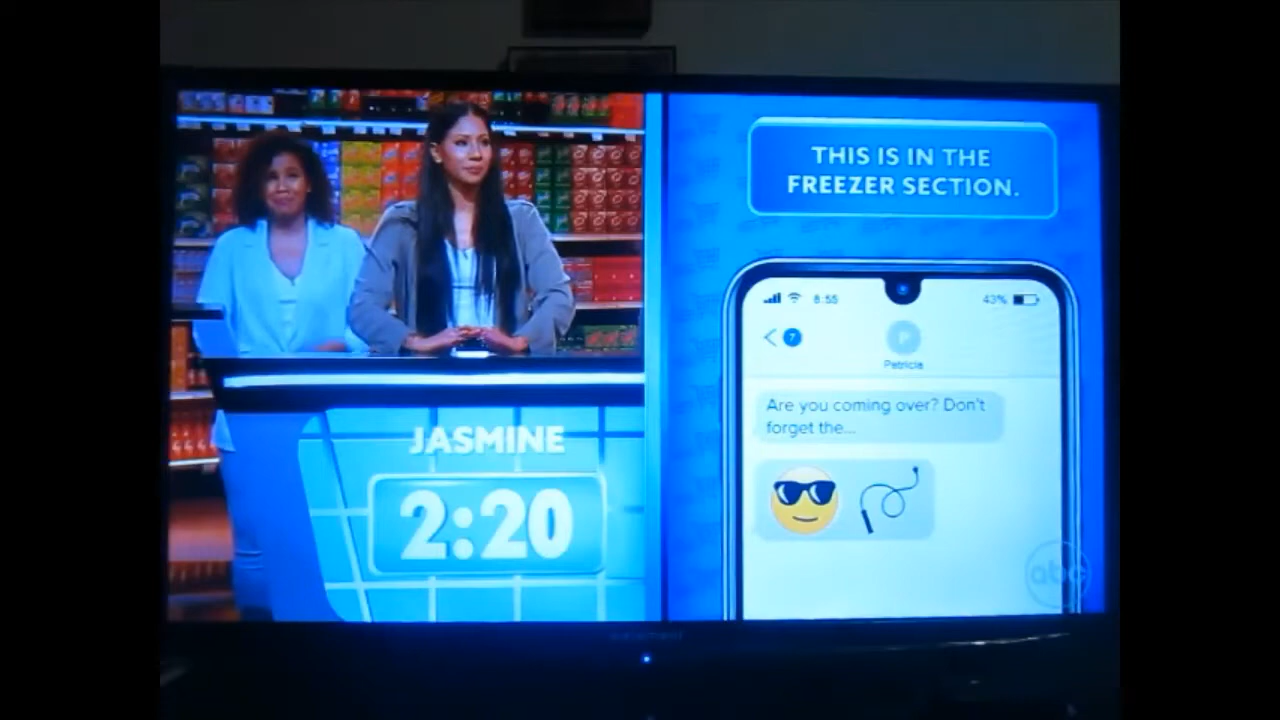 THIS IS IN THE
FREEZER SECTION.
8:55
43%
7
P
Patricia
Are you coming over? Don't
forget the...
JASMINE
2:20
abc